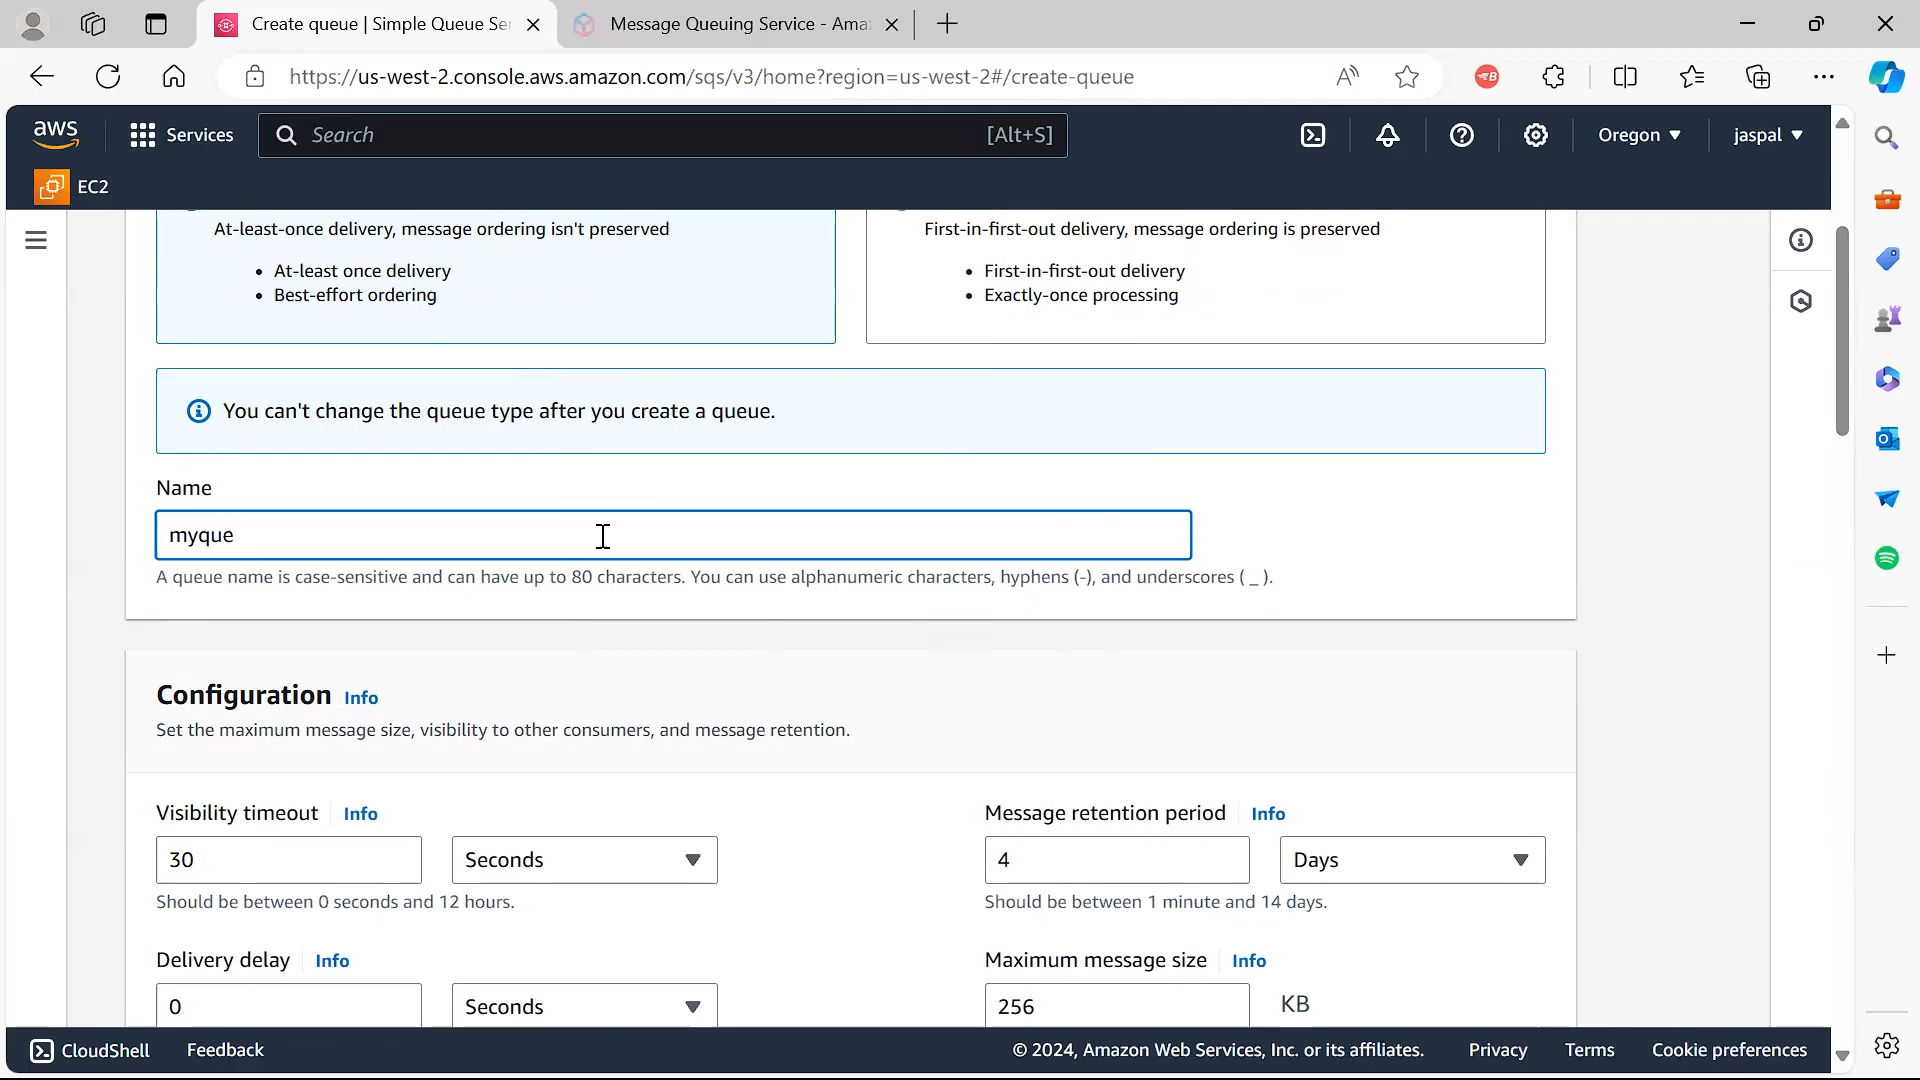 Create queue | Simple Queue Ser
Message Queuing Service - Ama
https://us-west-2.console.aws.amazon.com/sqs/v3/home?region=us-west-2#/create-queue
aws
Services
Search
[Alt+S]
Oregon
jaspal
EC2
At-least-once delivery, message ordering isn't preserved
At-least once delivery
Best-effort ordering
First-in-first-out delivery, message ordering is preserved
First-in-first-out delivery
Exactly-once processing
You can't change the queue type after you create a queue.
Name
myque
A queue name is case-sensitive and can have up to 80 characters. You can use alphanumeric characters, hyphens (-), and underscores ( _ ).
Configuration Info
Set the maximum message size, visibility to other consumers, and message retention.
Visibility timeout Info
30 Seconds
Should be between 0 seconds and 12 hours.
Message retention period Info
4 Days
Should be between 1 minute and 14 days.
Delivery delay Info
0 Seconds
Maximum message size Info
256 KB
CloudShell Feedback
© 2024, Amazon Web Services, Inc. or its affiliates. Privacy Terms Cookie preferences